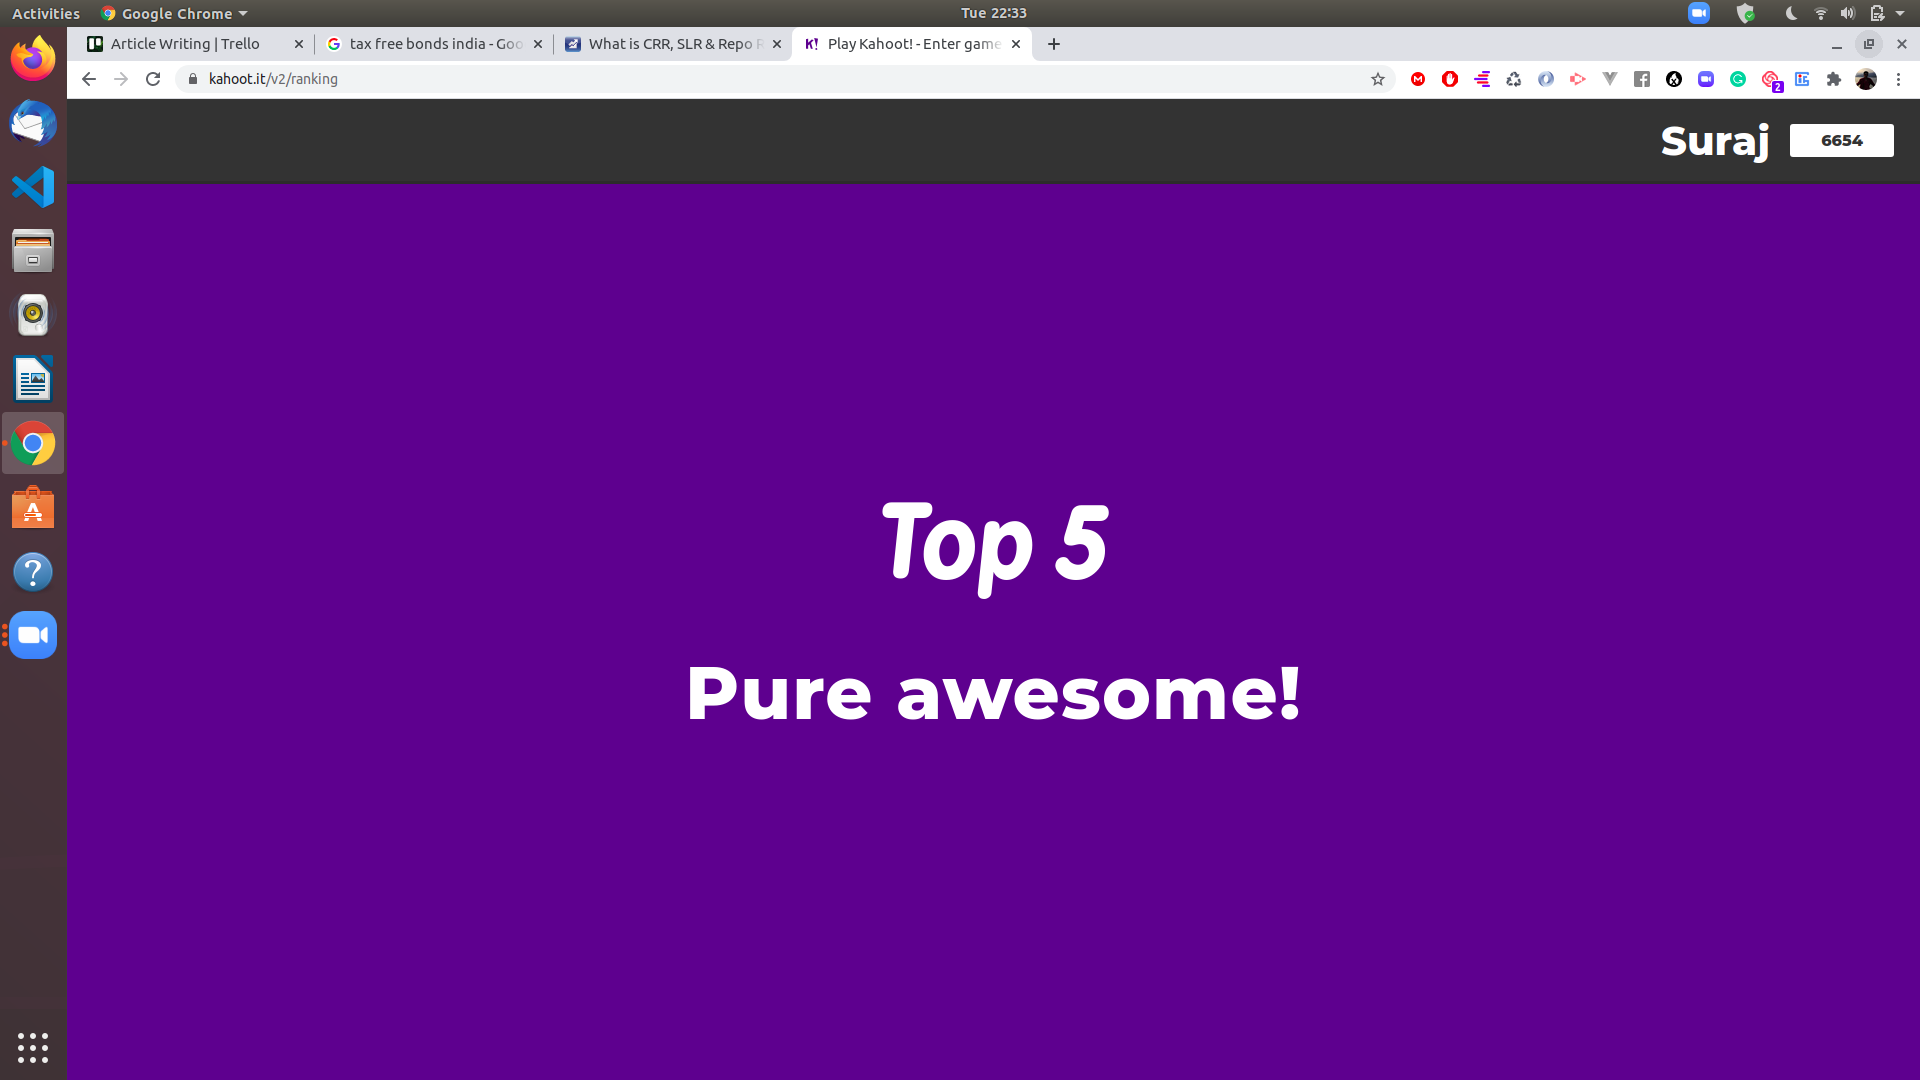 Activities Google Chrome Tue 22:33
Article Writing | Trello tax free bonds india - Goo What is CRR, SLR & Repo R K! Play Kahoot! - Enter game
kahoot.it/v2/ranking 2
Suraj 6654
Top 5
Pure awesome!